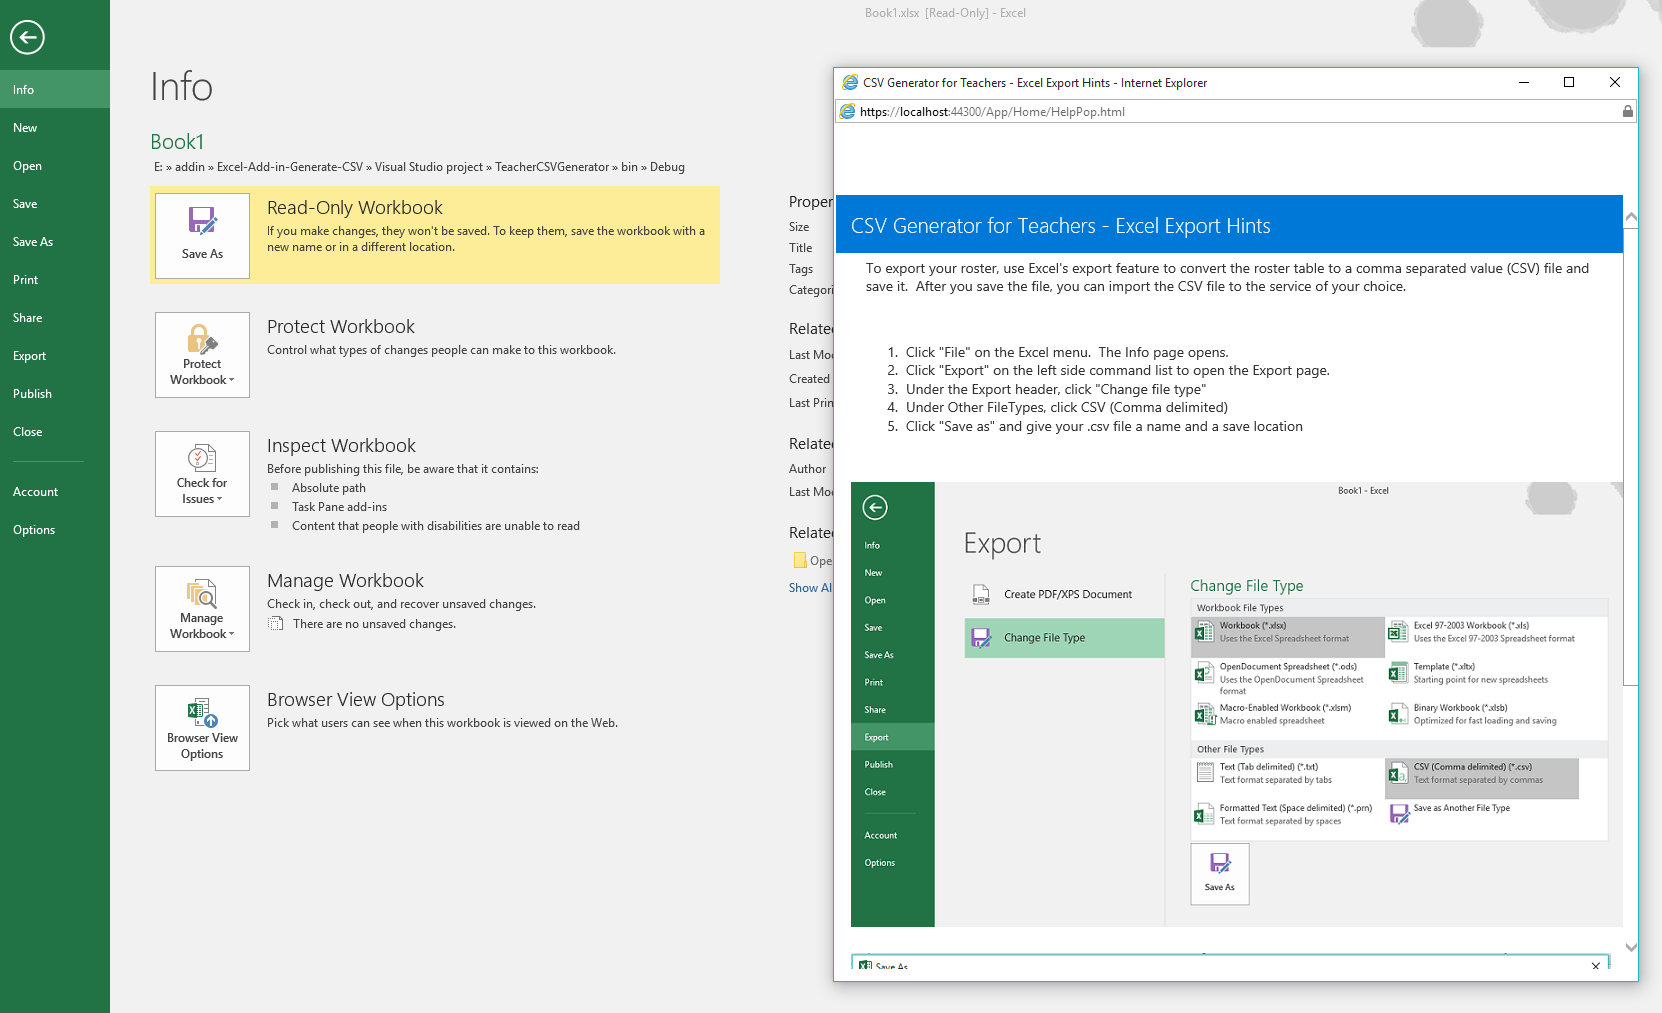 Book1.xlsx  [Read-Only] - Excel
Info
New
Open
Save
Save As
Print
Share
Export
Publish
Close
Account
Options
Info
Book1
E: » addin » Excel-Add-in-Generate-CSV » Visual Studio project » TeacherCSVGenerator » bin » Debug
Save As
Read-Only Workbook
If you make changes, they won't be saved. To keep them, save the workbook with a
new name or in a different location.
Protect
Workbook
Protect Workbook
Control what types of changes people can make to this workbook.
Check for
Issues
Inspect Workbook
Before publishing this file, be aware that it contains:
Absolute path
Task Pane add-ins
Content that people with disabilities are unable to read
Manage
Workbook
Manage Workbook
Check in, check out, and recover unsaved changes.
There are no unsaved changes.
Browser View
Options
Browser View Options
Pick what users can see when this workbook is viewed on the Web.
Proper
Size
Title
Tags
Categori
Relate
Last Mo
Created
Last Prin
Relate
Author
Last Mo
Relate
Ope
Show Al
CSV Generator for Teachers - Excel Export Hints - Internet Explorer
https://localhost:44300/App/Home/HelpPop.html
CSV Generator for Teachers - Excel Export Hints
To export your roster, use Excel's export feature to convert the roster table to a comma separated value (CSV) file and
save it.  After you save the file, you can import the CSV file to the service of your choice.
1. Click "File" on the Excel menu.  The Info page opens.
2. Click "Export" on the left side command list to open the Export page.
3. Under the Export header, click "Change file type"
4. Under Other FileTypes, click CSV (Comma delimited)
5. Click "Save as" and give your .csv file a name and a save location
Book1 - Excel
Info
New
Open
Save
Save As
Print
Share
Export
Publish
Close
Account
Options
Export
Create PDF/XPS Document
Change File Type
Change File Type
Workbook File Types
Workbook (*.xlsx)
Uses the Excel Spreadsheet format
Excel 97-2003 Workbook (*.xls)
Uses the Excel 97-2003 Spreadsheet format
OpenDocument Spreadsheet (*.ods)
Uses the OpenDocument Spreadsheet
format
Template (*.xltx)
Starting point for new spreadsheets
Macro-Enabled Workbook (*.xlsm)
Macro enabled spreadsheet
Binary Workbook (*.xlsb)
Optimized for fast loading and saving
Other File Types
Text (Tab delimited) (*.txt)
Text format separated by tabs
CSV (Comma delimited) (*.csv)
Text format separated by commas
Formatted Text (Space delimited) (*.prn)
Text format separated by spaces
Save as Another File Type
Save As
Save As